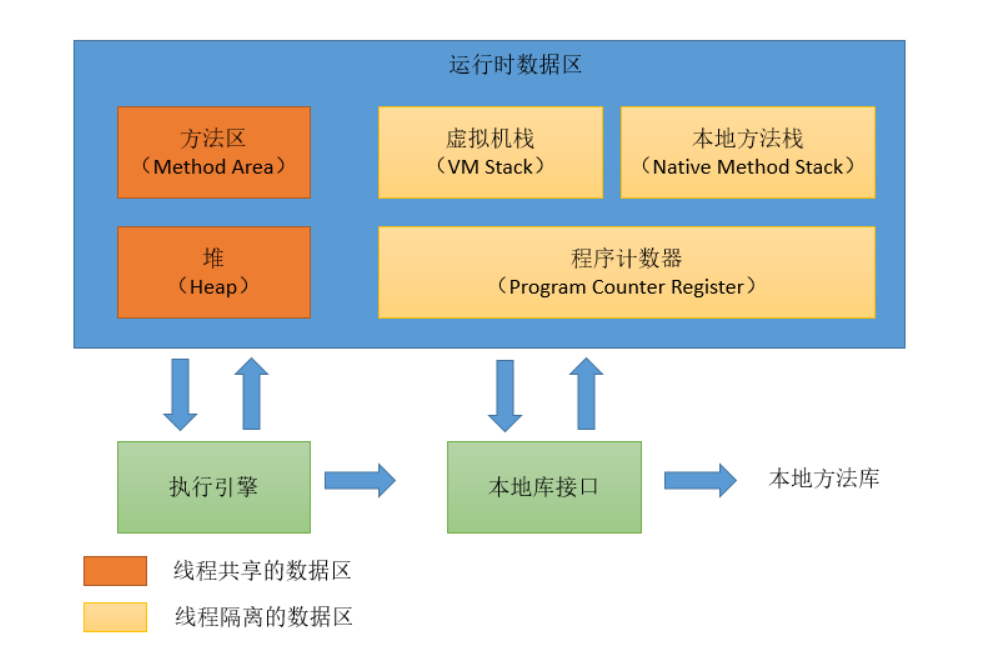 运行时数据区
方法区
（Method Area）
虚拟机栈
（VM Stack）
本地方法栈
（Native Method Stack）
堆
（Heap）
程序计数器
（Program Counter Register）
执行引擎
本地库接口
本地方法库
线程共享的数据区
线程隔离的数据区